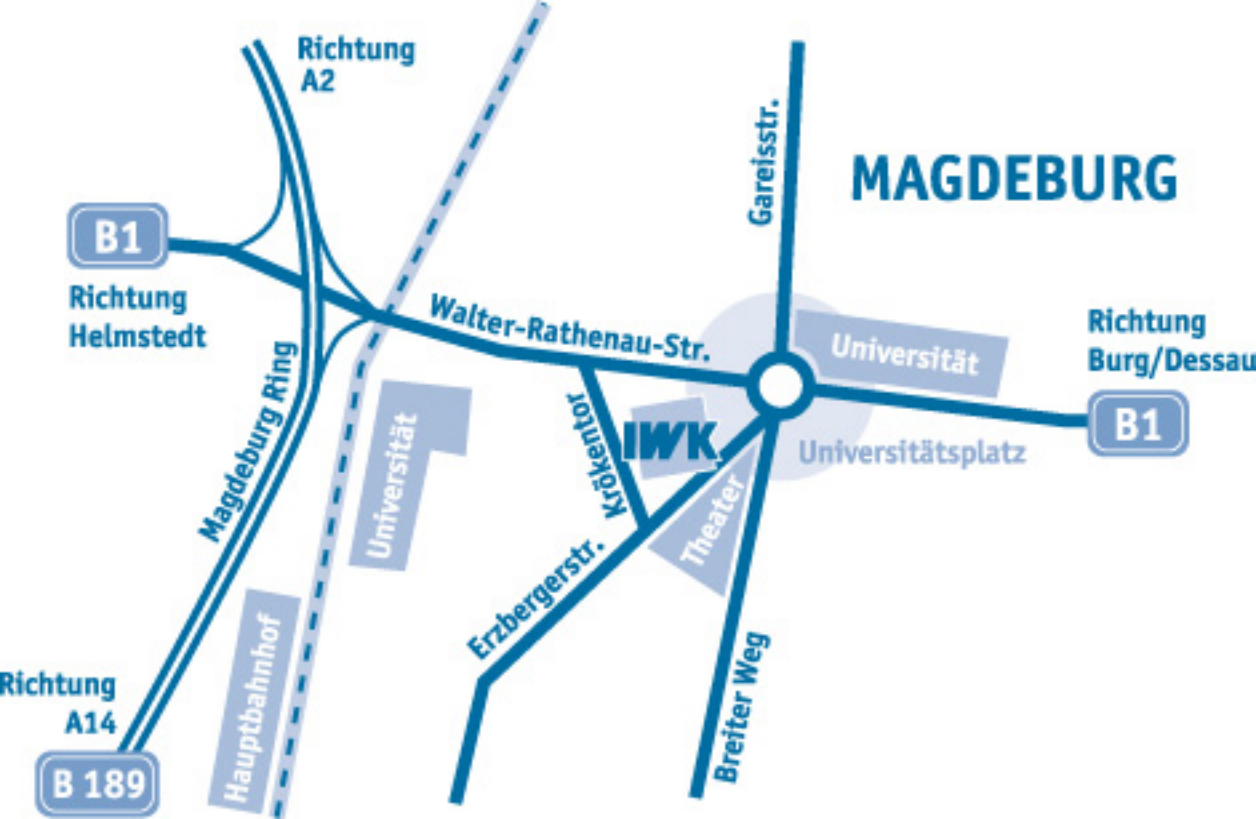 Richtung
A2
Gareisstr.
MAGDEBURG
B1
Richtung
Helmstedt
Walter-Rathenau-Str.
Universität
Richtung
Burg/Dessau
B1
Magdeburg Ring
Universität
Krökentor
IWK
Universitätsplatz
Theater
Erzbergerstr.
Hauptbahnhof
Breiter Weg
Richtung
A14
B 189